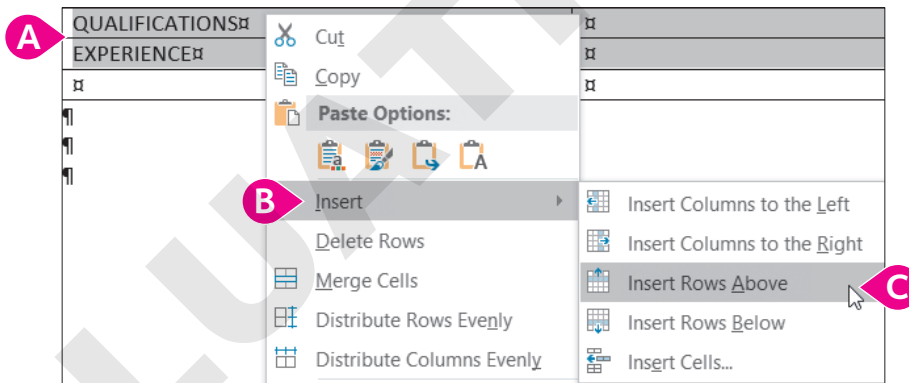 A
QUALIFICATIONS¤ ¤
EXPERIENCE¤ ¤
¤ ¤
¶
¶
¶
Cut
Copy
Paste Options:
a A
B
Insert
Delete Rows
Merge Cells
Distribute Rows Evenly
Distribute Columns Evenly
Insert Columns to the Left
Insert Columns to the Right
Insert Rows Above
C
Insert Rows Below
Insert Cells...